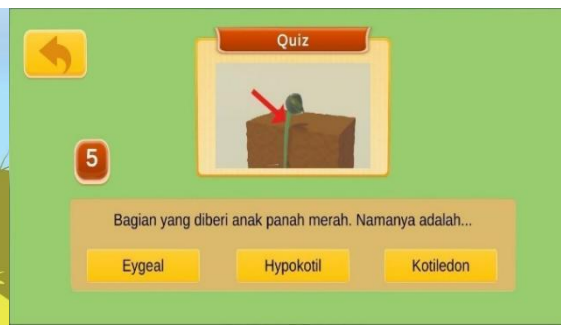 Quiz
5
Bagian yang diberi anak panah merah. Namanya adalah...
Eygeal
Hypokotil
Kotiledon